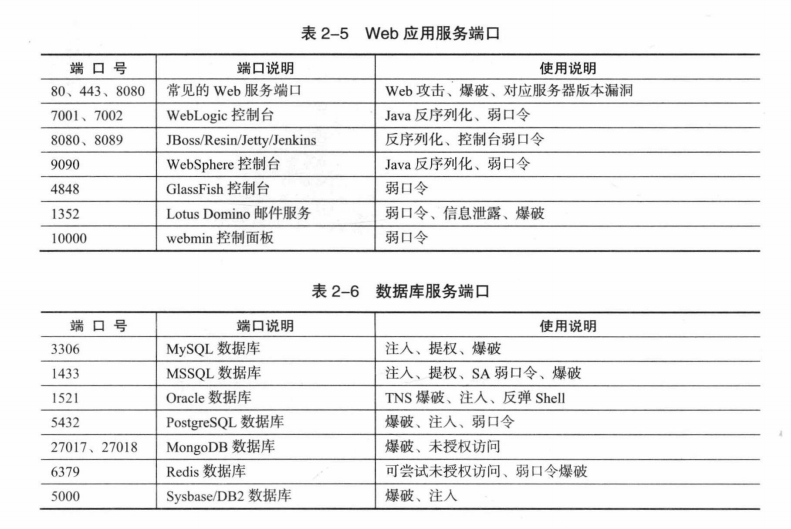 表 2-5 Web 应用服务端口
端 口 号 端口说明 使用说明
80、443、8080 常见的 Web 服务端口 Web 攻击、爆破、对应服务器版本漏洞
7001、7002 WebLogic 控制台 Java 反序列化、弱口令
8080、8089 JBoss/Resin/Jetty/Jenkins 反序列化、控制台弱口令
9090 WebSphere 控制台 Java 反序列化、弱口令
4848 GlassFish 控制台 弱口令
1352 Lotus Domino 邮件服务 弱口令、信息泄露、爆破
10000 webmin 控制面板 弱口令
表 2-6 数据库服务端口
端 口 号 端口说明 使用说明
3306 MySQL 数据库 注入、提权、爆破
1433 MSSQL 数据库 注入、提权、SA 弱口令、爆破
1521 Oracle 数据库 TNS 爆破、注入、反弹 Shell
5432 PostgreSQL 数据库 爆破、注入、弱口令
27017、27018 MongoDB 数据库 爆破、未授权访问
6379 Redis 数据库 可尝试未授权访问、弱口令爆破
5000 Sysbase/DB2 数据库 爆破、注入